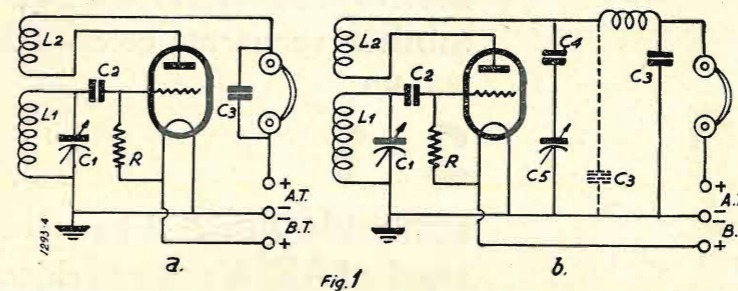 L2
L1
C2
C1
R
C3
+
A.T.
−
B.T.
+
1293-4
a.
L2
L1
C2
C1
R
C4
C5
C3
C3
+
A.T.
−
B.
+
b.
Fig. 1